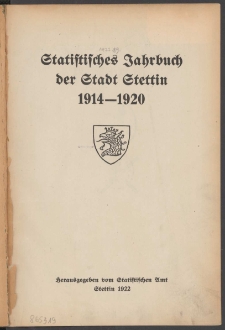 Statistisches Jahrbuch
der Stadt Stettin
1914—1920
Herausgegeben vom Statistischen Amt
Stettin 1922